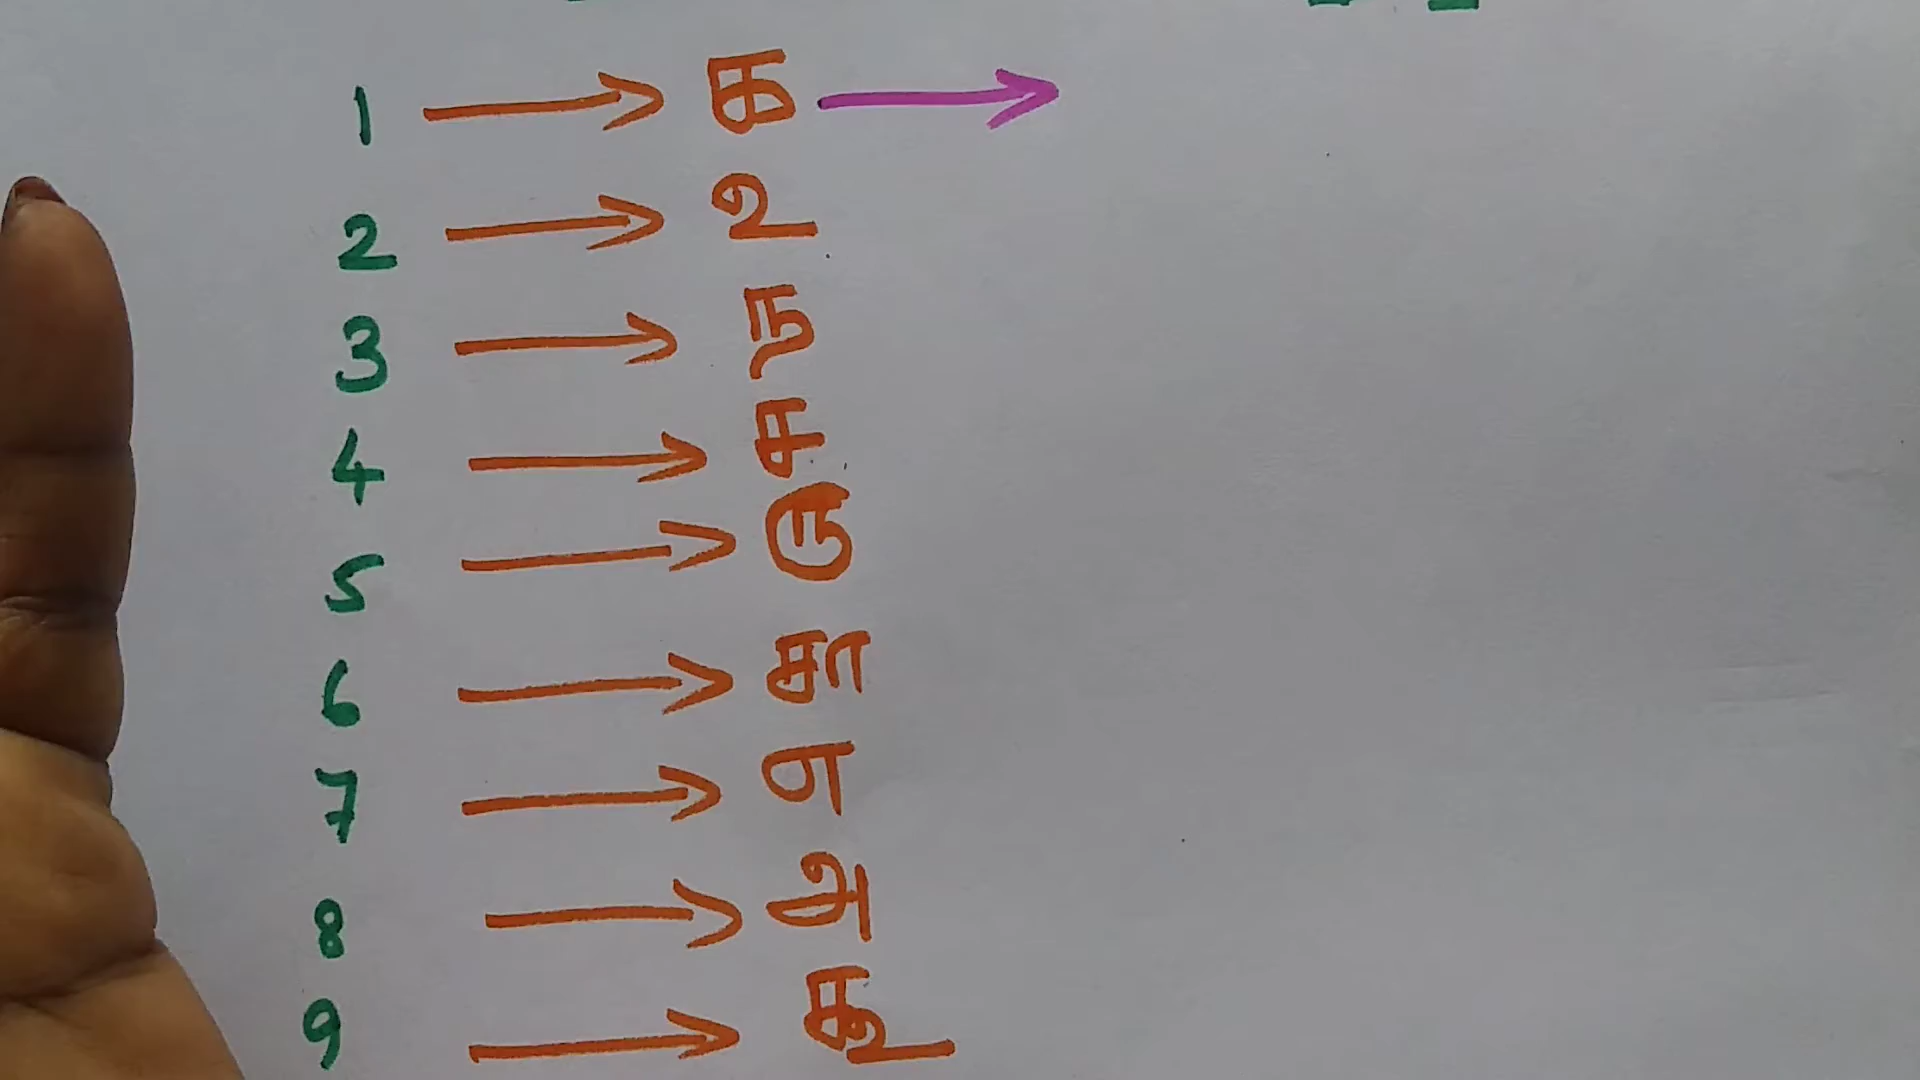 1 → க →
2 → உ
3 → ௩
4 → ச
5 → ரு
6 → சா
7 → எ
8 → அ
9 → கூ